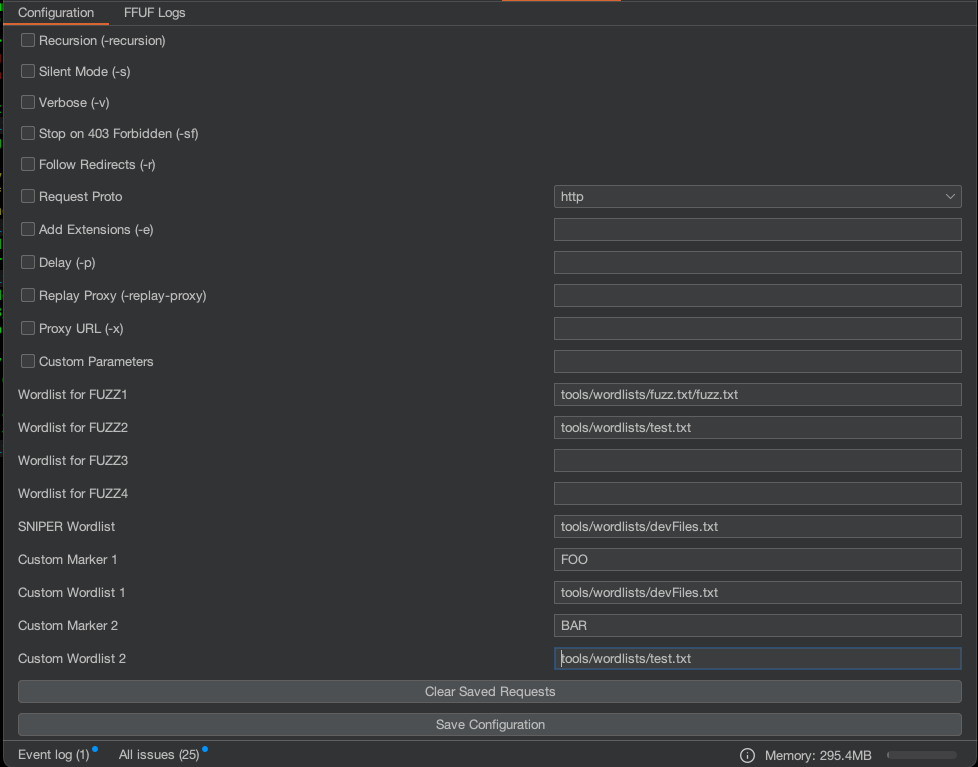 Configuration FFUF Logs
Recursion (-recursion)
Silent Mode (-s)
Verbose (-v)
Stop on 403 Forbidden (-sf)
Follow Redirects (-r)
Request Proto http
Add Extensions (-e)
Delay (-p)
Replay Proxy (-replay-proxy)
Proxy URL (-x)
Custom Parameters
Wordlist for FUZZ1 tools/wordlists/fuzz.txt/fuzz.txt
Wordlist for FUZZ2 tools/wordlists/test.txt
Wordlist for FUZZ3
Wordlist for FUZZ4
SNIPER Wordlist tools/wordlists/devFiles.txt
Custom Marker 1 FOO
Custom Wordlist 1 tools/wordlists/devFiles.txt
Custom Marker 2 BAR
Custom Wordlist 2 tools/wordlists/test.txt
Clear Saved Requests
Save Configuration
Event log (1) All issues (25) Memory: 295.4MB